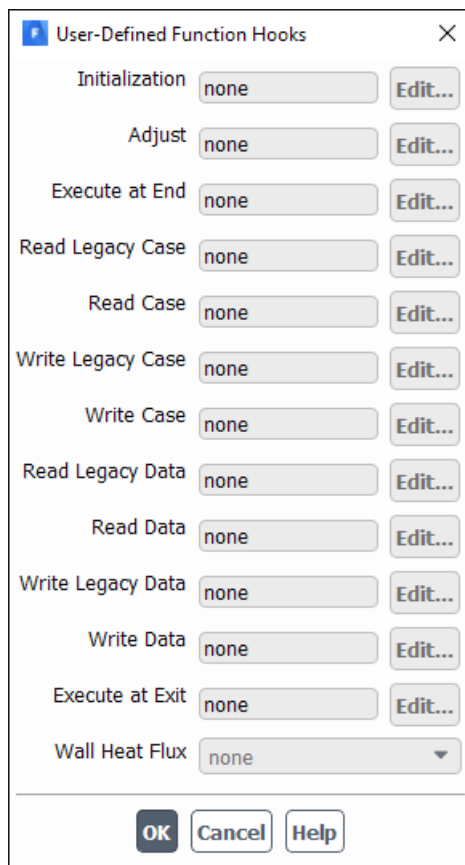 F User-Defined Function Hooks
Initialization none Edit...
Adjust none Edit...
Execute at End none Edit...
Read Legacy Case none Edit...
Read Case none Edit...
Write Legacy Case none Edit...
Write Case none Edit...
Read Legacy Data none Edit...
Read Data none Edit...
Write Legacy Data none Edit...
Write Data none Edit...
Execute at Exit none Edit...
Wall Heat Flux none
OK Cancel Help